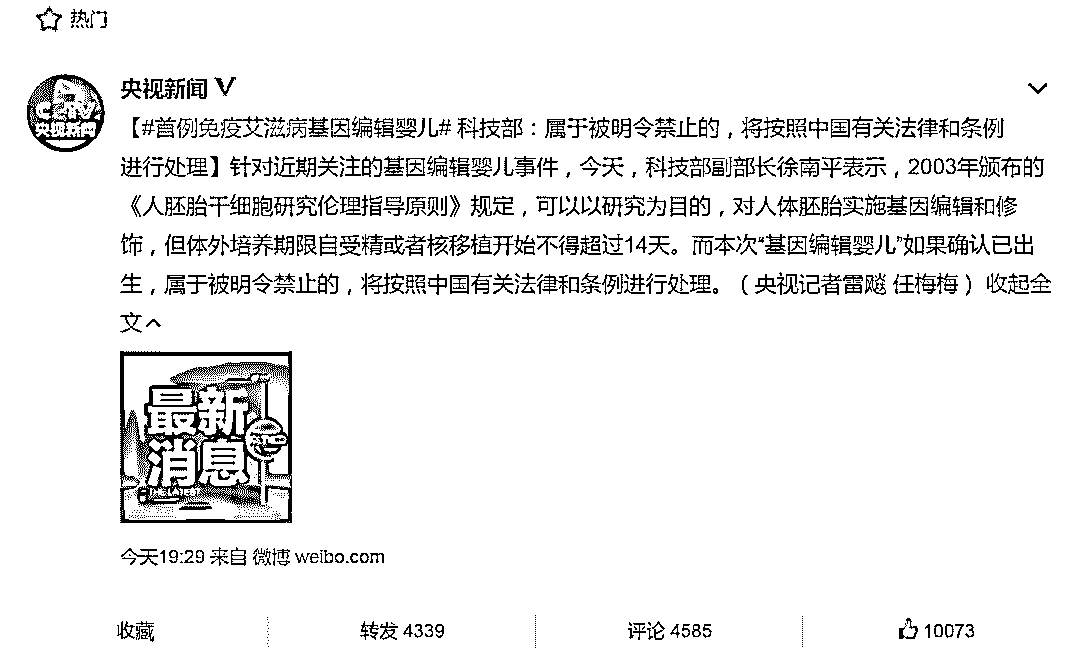 热门
央视新闻 V
【#首例免疫艾滋病基因编辑婴儿# 科技部：属于被明令禁止的，将按照中国有关法律和条例
进行处理】针对近期关注的基因编辑婴儿事件，今天，科技部副部长徐南平表示，2003年颁布的
《人胚胎干细胞研究伦理指导原则》规定，可以以研究为目的，对人体胚胎实施基因编辑和修
饰，但体外培养期限自受精或者核移植开始不得超过14天。而本次“基因编辑婴儿”如果确认已出
生，属于被明令禁止的，将按照中国有关法律和条例进行处理。（央视记者雷飚 任梅梅） 收起全
文
CCTV
央视新闻
最新
消息
THE LATEST
今天19:29 来自 微博 weibo.com
收藏
转发 4339
评论 4585
10073